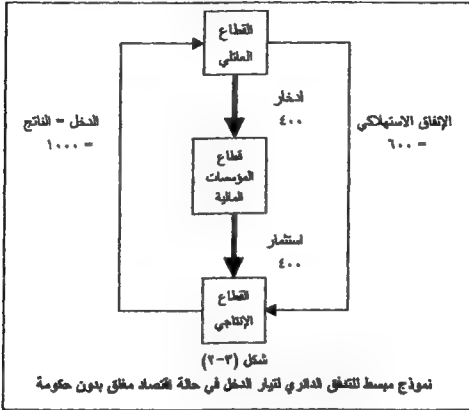 القطاع
العائلي
ادخار
٤٠٠
الدخل = الناتج
= ١٠٠٠
الإنفاق الاستهلاكي
= ٦٠٠
قطاع
المؤسسات
المالية
استثمار
٤٠٠
القطاع
الإنتاجي
شكل (٣-٢)
نموذج مبسط للتدفق الدائري لتيار الدخل في حالة اقتصاد مغلق بدون حكومة